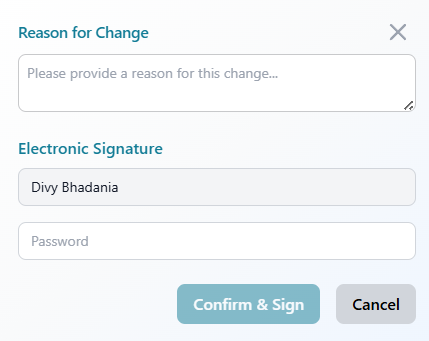 Reason for Change
Please provide a reason for this change...
Electronic Signature
Divy Bhadania
Password
Confirm & Sign
Cancel